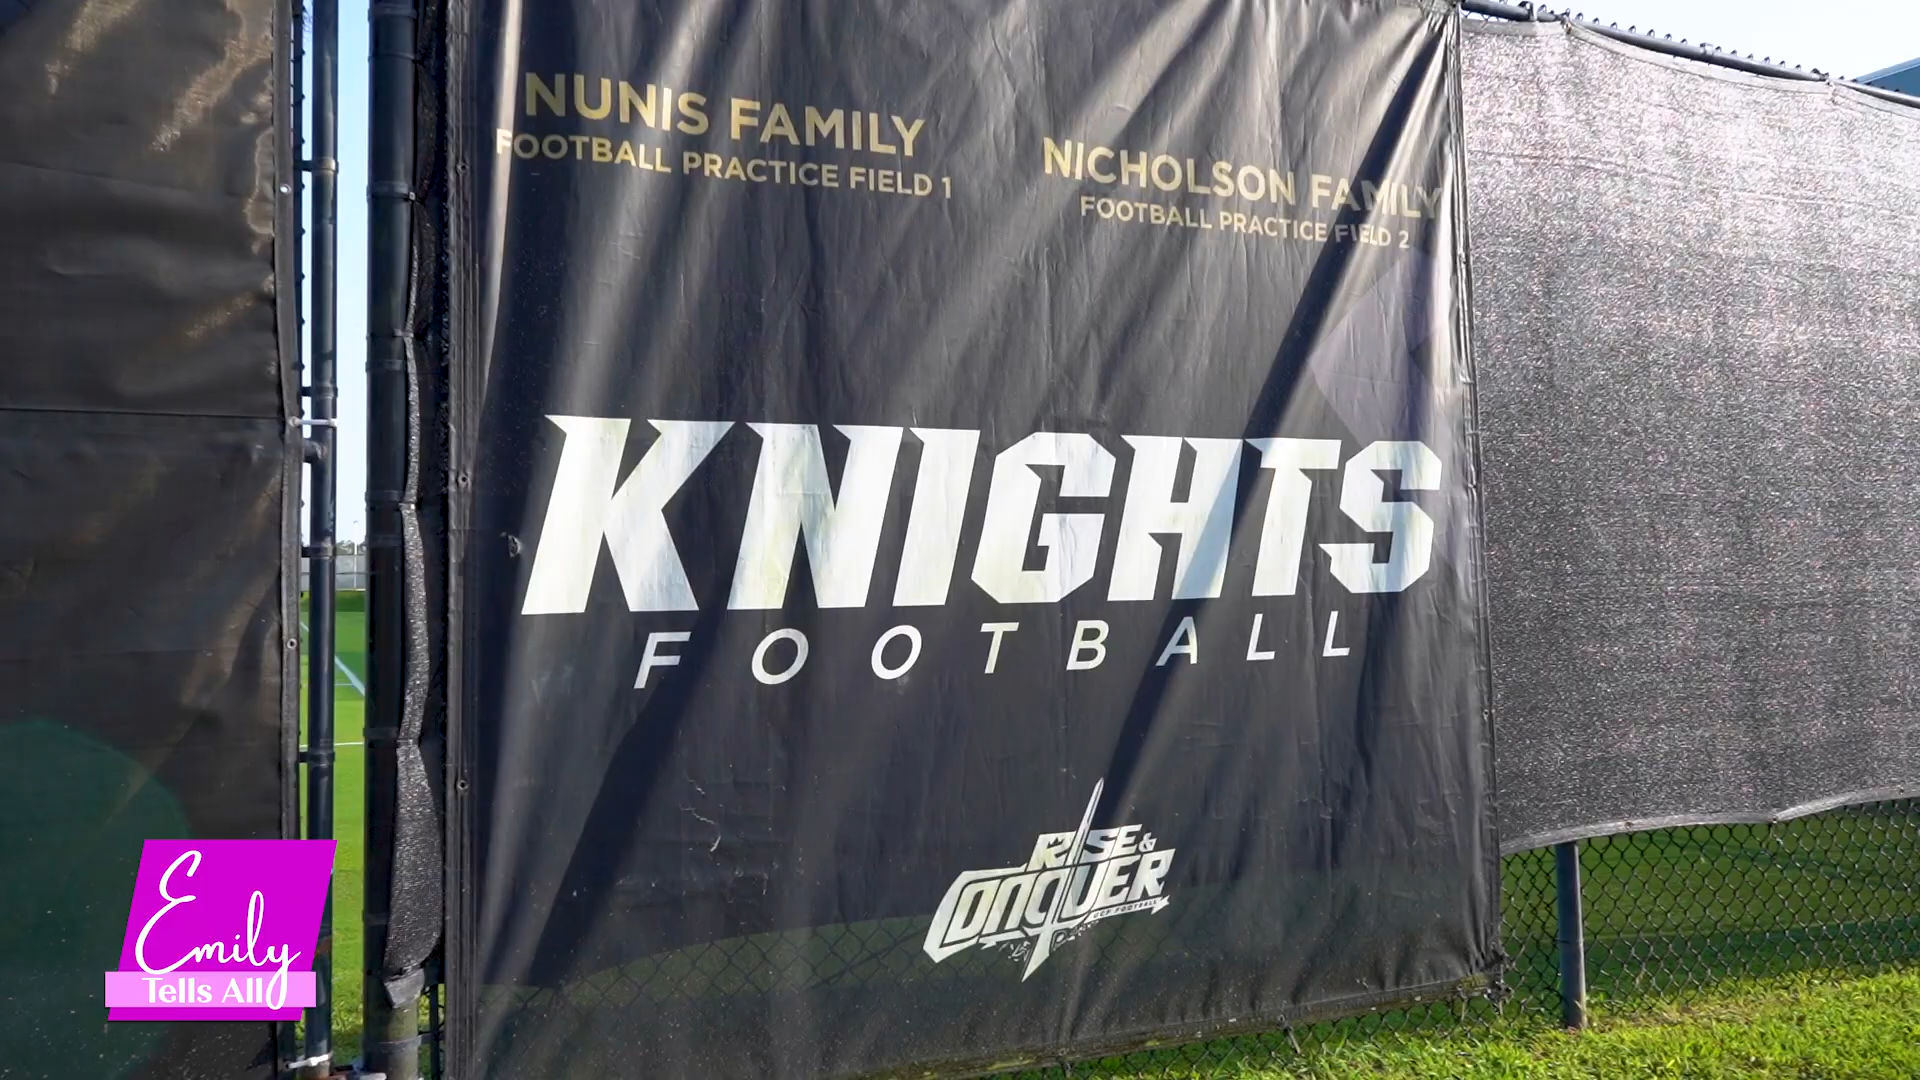 NUNIS FAMILY
FOOTBALL PRACTICE FIELD 1
NICHOLSON FAMILY
FOOTBALL PRACTICE FIELD 2
KNIGHTS
FOOTBALL
RISE &
CONQUER
UCF FOOTBALL
Emily
Tells All